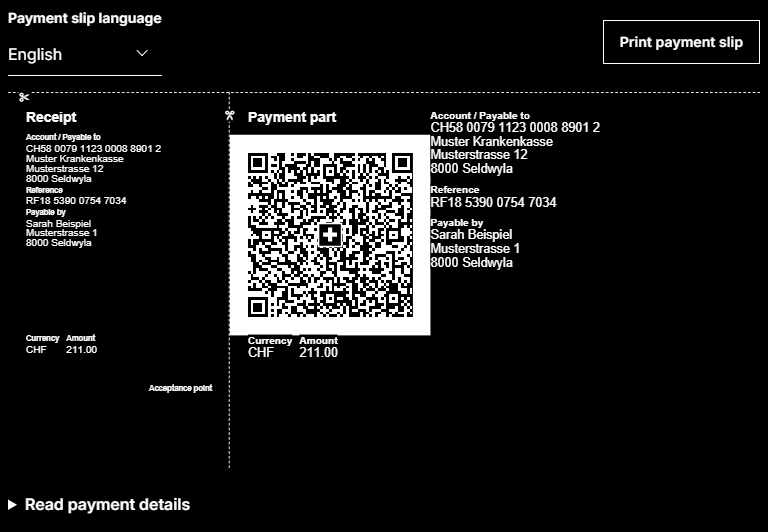 Payment slip language
English
Print payment slip
Receipt
Account / Payable to
CH58 0079 1123 0008 8901 2
Muster Krankenkasse
Musterstrasse 12
8000 Seldwyla
Reference
RF18 5390 0754 7034
Payable by
Sarah Beispiel
Musterstrasse 1
8000 Seldwyla
Currency Amount
CHF 211.00
Acceptance point
Payment part
Currency Amount
CHF 211.00
Account / Payable to
CH58 0079 1123 0008 8901 2
Muster Krankenkasse
Musterstrasse 12
8000 Seldwyla
Reference
RF18 5390 0754 7034
Payable by
Sarah Beispiel
Musterstrasse 1
8000 Seldwyla
Read payment details